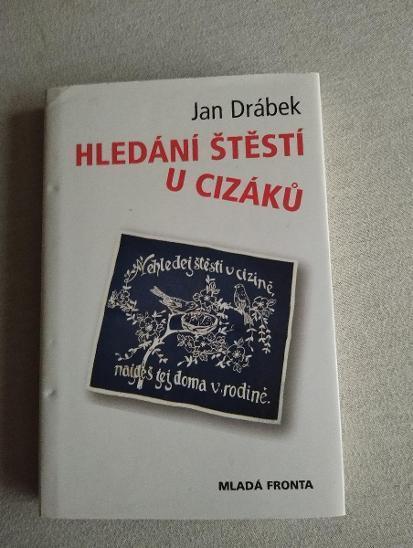 Jan Drábek
HLEDÁNÍ ŠTĚSTÍ
U CIZÁKŮ
Nehledej štěstí v cizině,
najdeš jej doma v rodině.
MLADÁ FRONTA